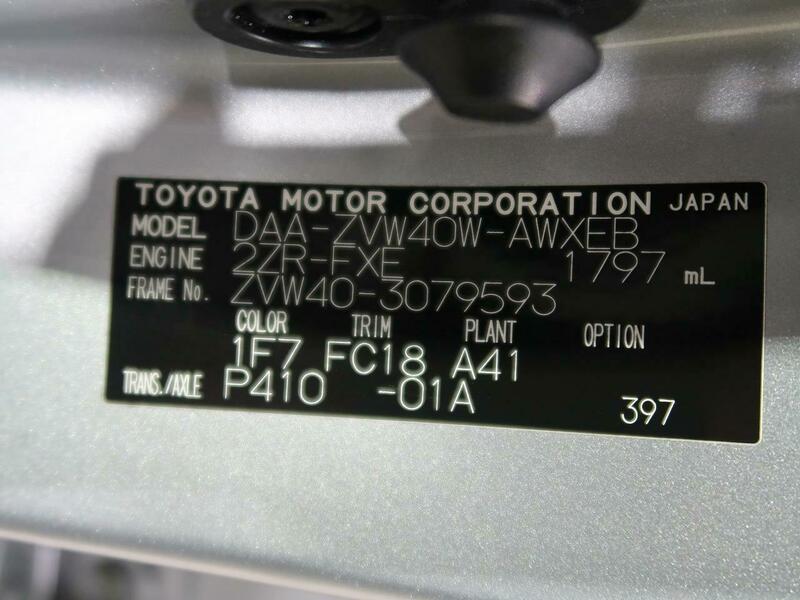 TOYOTA MOTOR CORPORATION JAPAN
MODEL DAA-ZVW40W-AWXEB
ENGINE 2ZR-FXE 1797 mL
FRAME No. ZVW40-3079593
COLOR TRIM PLANT OPTION
1F7 FC18 A41
TRANS./AXLE P410 -01A
397